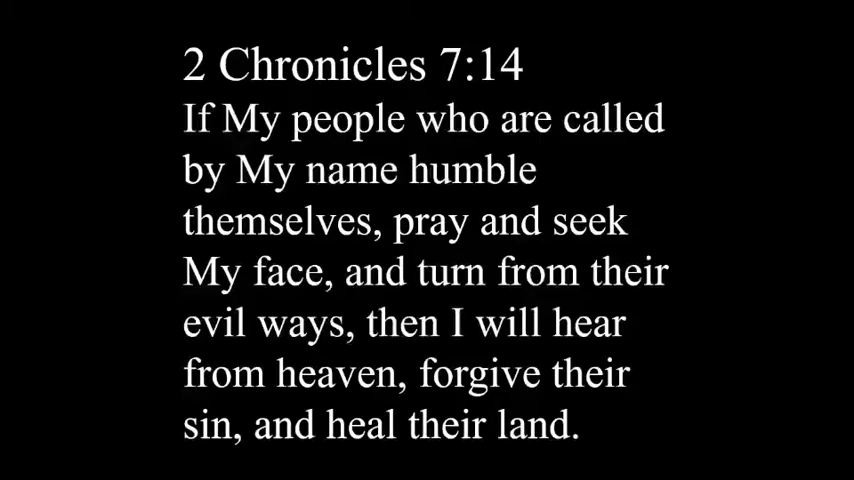 2 Chronicles 7:14
If My people who are called
by My name humble
themselves, pray and seek
My face, and turn from their
evil ways, then I will hear
from heaven, forgive their
sin, and heal their land.